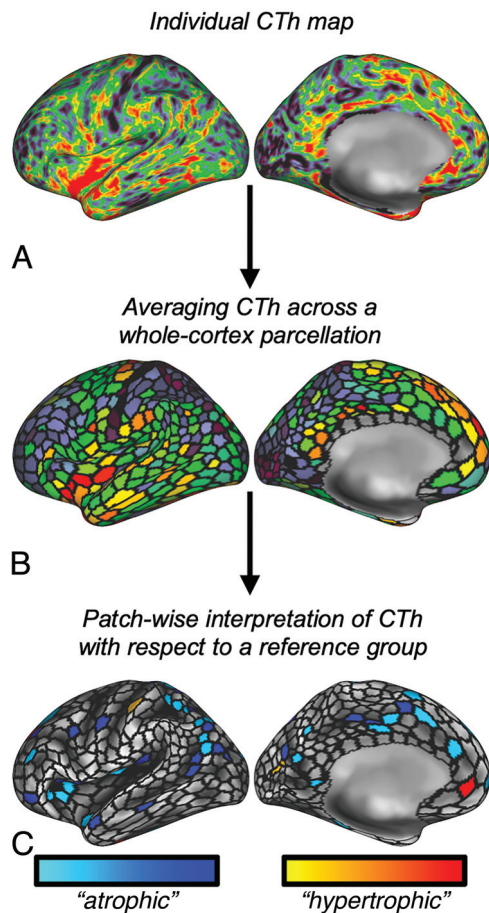 Individual CTh map
A
Averaging CTh across a
whole-cortex parcellation
B
Patch-wise interpretation of CTh
with respect to a reference group
C
“atrophic”
“hypertrophic”